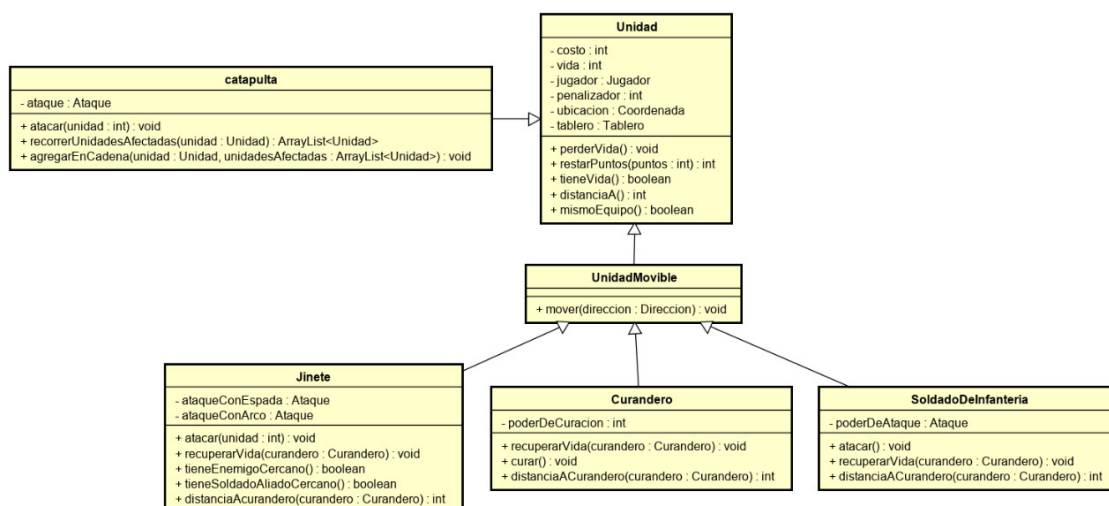 Unidad
- costo : int
- vida : int
- jugador : Jugador
- penalizador : int
- ubicacion : Coordenada
- tablero : Tablero
+ perderVida() : void
+ restarPuntos(puntos : int) : int
+ tieneVida() : boolean
+ distanciaA() : int
+ mismoEquipo() : boolean
catapulta
- ataque : Ataque
+ atacar(unidad : int) : void
+ recorrerUnidadesAfectadas(unidad : Unidad) : ArrayList<Unidad>
+ agregarEnCadena(unidad : Unidad, unidadesAfectadas : ArrayList<Unidad>) : void
UnidadMovible
+ mover(direccion : Direccion) : void
Jinete
- ataqueConEspada : Ataque
- ataqueConArco : Ataque
+ atacar(unidad : int) : void
+ recuperarVida(curandero : Curandero) : void
+ tieneEnemigoCercano() : boolean
+ tieneSoldadoAliadoCercano() : boolean
+ distanciaAcurandero(curandero : Curandero) : int
Curandero
- poderDeCuracion : int
+ recuperarVida(curandero : Curandero) : void
+ curar() : void
+ distanciaACurandero(curandero : Curandero) : int
SoldadoDeInfanteria
- poderDeAtaque : Ataque
+ atacar() : void
+ recuperarVida(curandero : Curandero) : void
+ distanciaACurandero(curandero : Curandero) : int